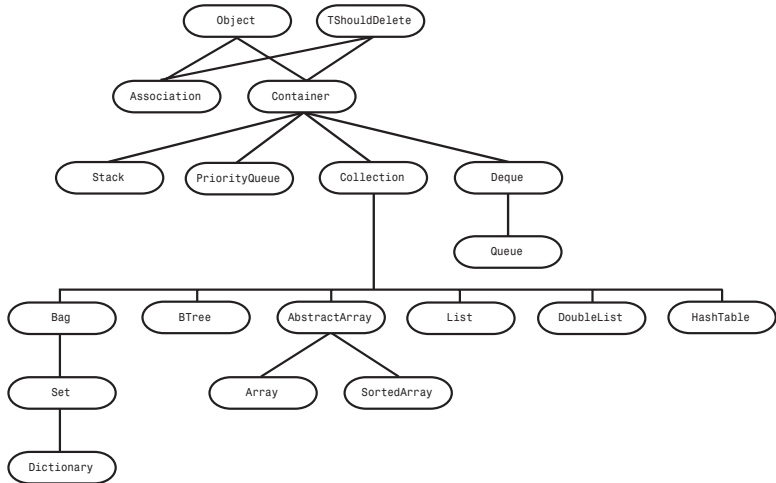 Object
TShouldDelete
Association
Container
Stack
PriorityQueue
Collection
Deque
Queue
Bag
BTree
AbstractArray
List
DoubleList
HashTable
Set
Array
SortedArray
Dictionary